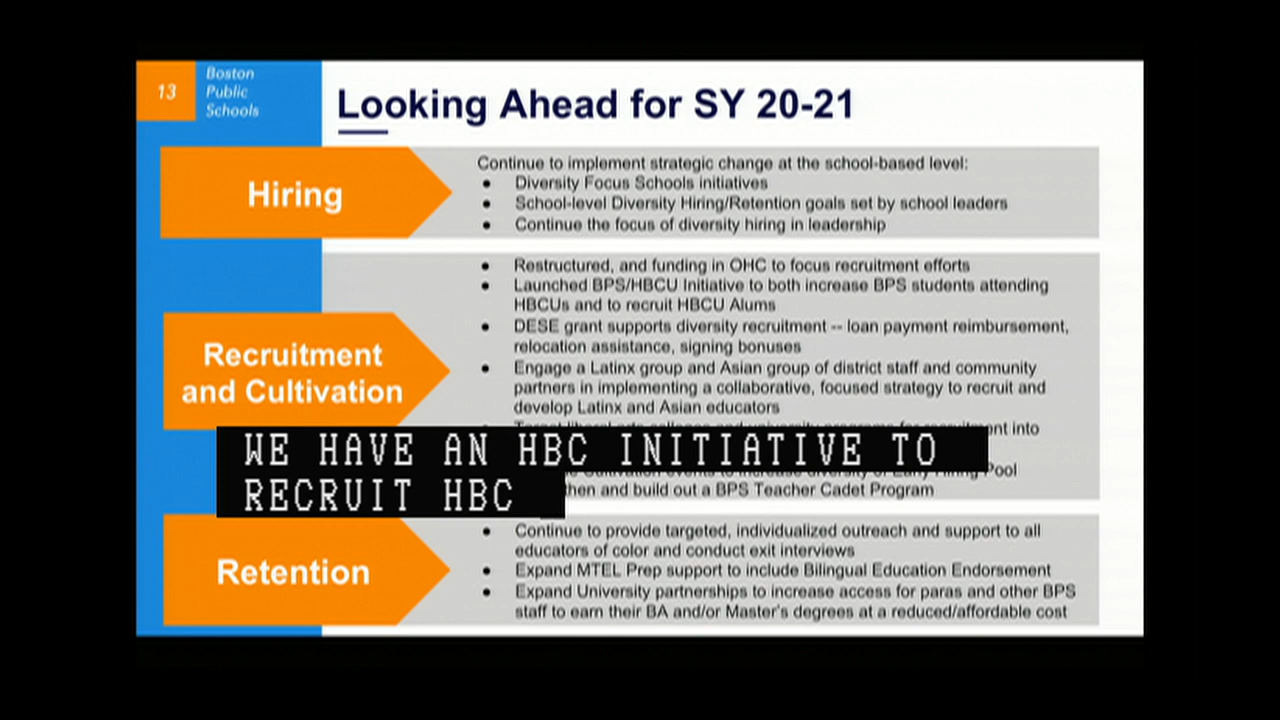 13
Boston
Public
Schools
Looking Ahead for SY 20-21
Hiring
Continue to implement strategic change at the school-based level:
● Diversity Focus Schools initiatives
● School-level Diversity Hiring/Retention goals set by school leaders
● Continue the focus of diversity hiring in leadership
Recruitment
and Cultivation
● Restructured, and funding in OHC to focus recruitment efforts
● Launched BPS/HBCU Initiative to both increase BPS students attending
HBCUs and to recruit HBCU Alums
● DESE grant supports diversity recruitment -- loan payment reimbursement,
relocation assistance, signing bonuses
● Engage a Latinx group and Asian group of district staff and community
partners in implementing a collaborative, focused strategy to recruit and
develop Latinx and Asian educators
into
Pool
then and build out a BPS Teacher Cadet Program
WE HAVE AN HBC INITIATIVE TO
RECRUIT HBC
Retention
● Continue to provide targeted, individualized outreach and support to all
educators of color and conduct exit interviews
● Expand MTEL Prep support to include Bilingual Education Endorsement
● Expand University partnerships to increase access for paras and other BPS
staff to earn their BA and/or Master's degrees at a reduced/affordable cost